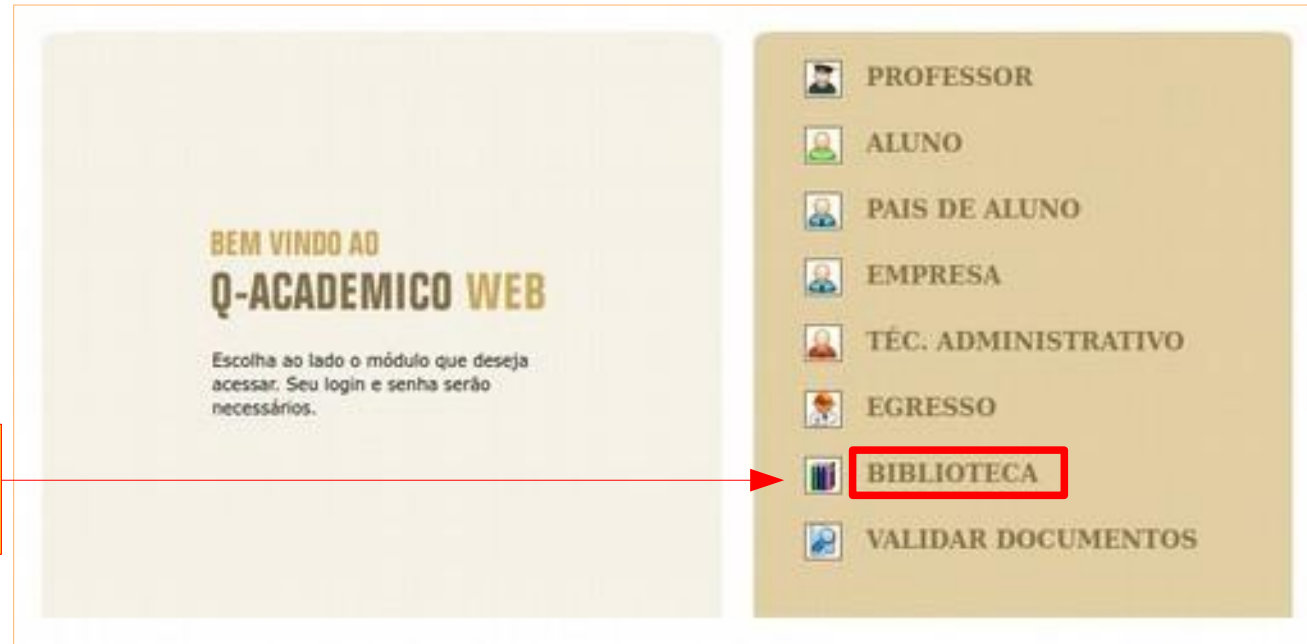 BEM VINDO AO
Q-ACADEMICO WEB
Escolha ao lado o módulo que deseja
acessar. Seu login e senha serão
necessários.
PROFESSOR
ALUNO
PAIS DE ALUNO
EMPRESA
TÉC. ADMINISTRATIVO
EGRESSO
BIBLIOTECA
VALIDAR DOCUMENTOS